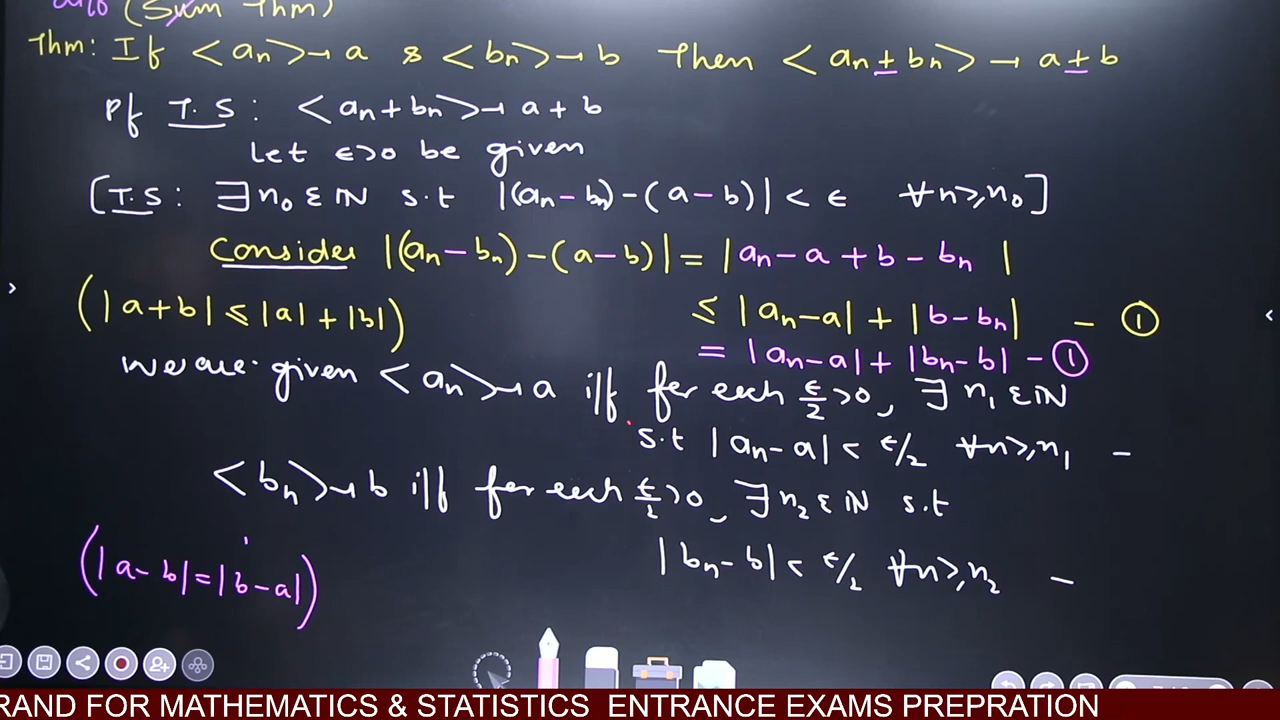 (Sum Thm)
Thm: If <an>→a & <bn>→b Then <an ± bn> → a ± b
Pf T.S: <an+bn>→ a+b
Let ϵ>0 be given
[T.S: ∃ n₀ ∈ ℕ s.t |(an-bn)-(a-b)| < ϵ ∀n≥n₀]
Consider |(an-bn)-(a-b)| = |an-a+b-bn|
(|a+b| ≤ |a|+|b|) ≤ |an-a| + |b-bn| - ①
= |an-a| + |bn-b| - ①
we are given <an>→a iff for each ϵ/2>0, ∃ n₁ ∈ ℕ
s.t |an-a| < ϵ/2 ∀n≥n₁ -
<bn>→b iff for each ϵ/2>0, ∃ n₂ ∈ ℕ s.t
(|a-b|=|b-a|) |bn-b| < ϵ/2 ∀n≥n₂ -
RAND FOR MATHEMATICS & STATISTICS ENTRANCE EXAMS PREPRATION